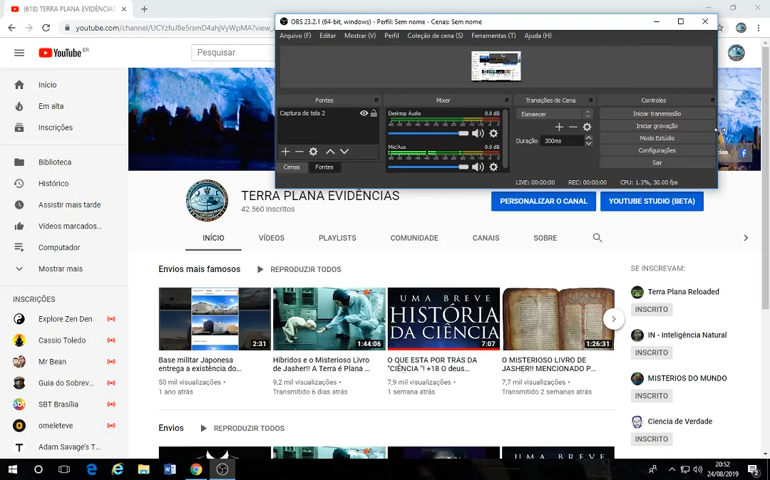 (618) TERRA PLANA EVIDÊNCIAS
OBS 23.2.1 (64-bit, windows) - Perfil: Sem nome - Cenas: Sem nome
youtube.com/channel/UCYzfuJ8e5rsmD4ahjVyWpMA?view_
Arquivo (F) Editar Mostrar (V) Perfil Coleção de cena (S) Ferramentas (T) Ajuda (H)
YouTube BR
Pesquisar
Início
Em alta
Inscrições
Biblioteca
Histórico
Assistir mais tarde
Vídeos marcados...
Computador
Mostrar mais
INSCRIÇÕES
Explore Zen Den
Cassio Toledo
Mr Bean
Guia do Sobrev...
SBT Brasília
omeleteve
Adam Savage's T...
Fontes
Captura de tela 2
Cenas Fontes
Mixer
Desktop Áudio 0.0 dB
Mic/Aux 0.0 dB
Transições de Cena
Esmaecer
Duração 300ms
Controles
Iniciar transmissão
Iniciar gravação
Modo Estúdio
Configurações
Sair
LIVE: 00:00:00 REC: 00:00:00 CPU: 1.3%, 30.00 fps
TERRA PLANA EVIDÊNCIAS
42.560 inscritos
PERSONALIZAR O CANAL
YOUTUBE STUDIO (BETA)
INÍCIO VÍDEOS PLAYLISTS COMUNIDADE CANAIS SOBRE
Envios mais famosos REPRODUZIR TODOS
2:31
Base militar Japonesa
entrega a existência do...
50 mil visualizações •
1 ano atrás
1:44:06
Híbridos e o Misterioso Livro
de Jasher!! A Terra é Plana ...
9,2 mil visualizações •
Transmitido 6 dias atrás
UMA BREVE
HISTÓRIA
DA CIÊNCIA
7:07
O QUE ESTA POR TRÁS DA
"CIÊNCIA "! +18 O deus...
7,9 mil visualizações •
1 semana atrás
1:26:31
O MISTERIOSO LIVRO DE
JASHER!! MENCIONADO P...
7,7 mil visualizações •
Transmitido 2 semanas atrás
Envios REPRODUZIR TODOS
UMA BREVE
SE INSCREVAM:
Terra Plana Reloaded
INSCRITO
IN - Inteligência Natural
INSCRITO
MISTERIOS DO MUNDO
INSCRITO
Ciencia de Verdade
INSCRITO
20:52
24/08/2019